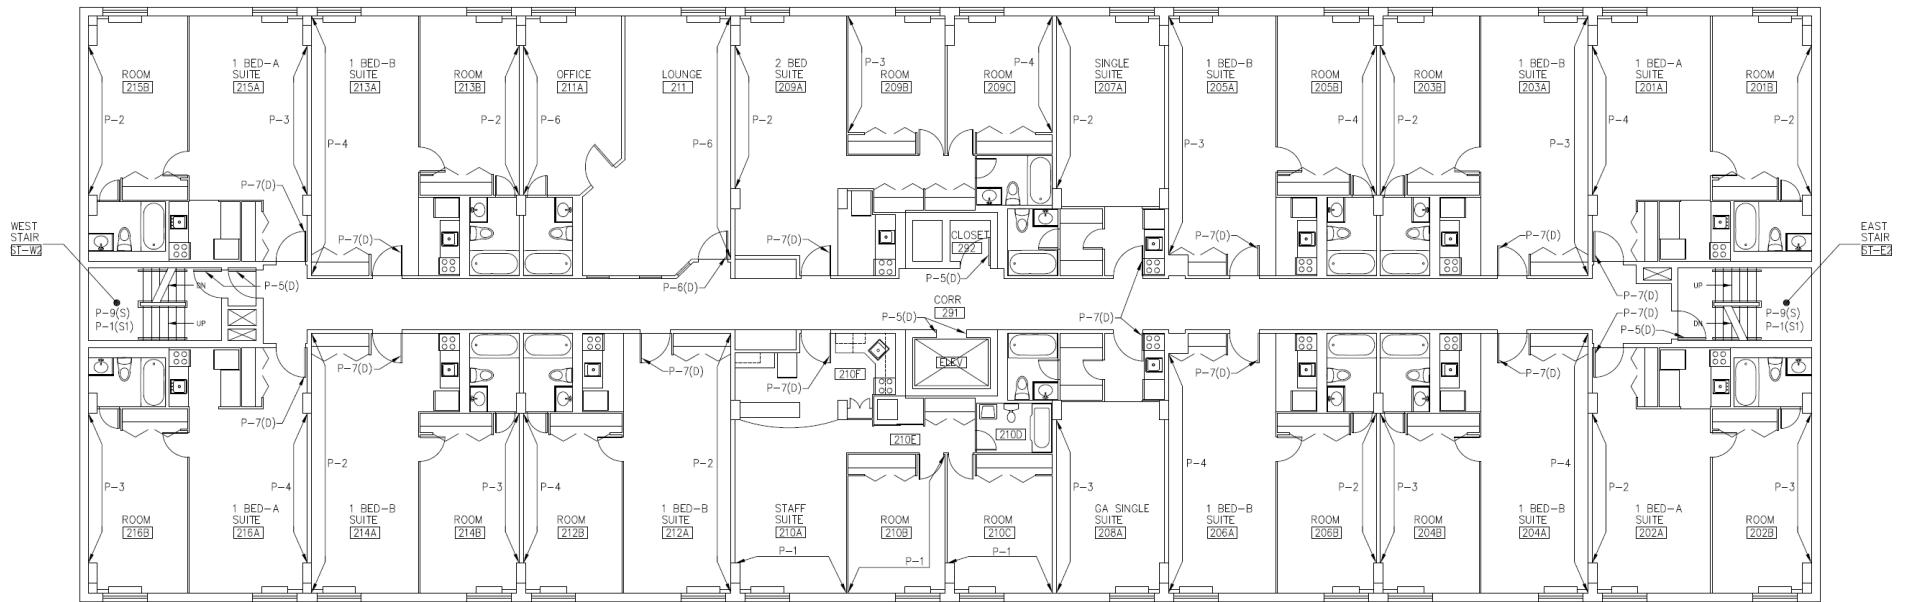 ROOM
215B
1 BED-A
SUITE
215A
1 BED-B
SUITE
213A
ROOM
213B
OFFICE
211A
LOUNGE
211
2 BED
SUITE
209A
P-3
ROOM
209B
P-4
ROOM
209C
SINGLE
SUITE
207A
1 BED-B
SUITE
205A
ROOM
205B
ROOM
203B
1 BED-B
SUITE
203A
1 BED-A
SUITE
201A
ROOM
201B
P-2
P-3
P-4
P-2
P-6
P-6
P-2
P-2
P-3
P-4
P-2
P-3
P-4
P-2
P-7(D)
WEST
STAIR
ST-W2
P-7(D)
P-7(D)
CLOSET
292
P-7(D)
P-7(D)
EAST
STAIR
ST-E2
DN
P-5(D)
P-6(D)
P-5(D)
P-7(D)
UP
P-9(S)
P-1(S1)
UP
CORR
291
P-5(D)
P-7(D)
P-7(D)
P-5(D)
DN
P-9(S)
P-1(S1)
P-7(D)
P-7(D)
P-7(D)
210F
ELEV
P-7(D)
P-7(D)
P-7(D)
210E
210D
P-3
P-4
P-2
P-3
P-4
P-2
P-3
P-4
P-2
P-3
P-4
P-2
P-3
ROOM
216B
1 BED-A
SUITE
216A
1 BED-B
SUITE
214A
ROOM
214B
ROOM
212B
1 BED-B
SUITE
212A
STAFF
SUITE
210A
ROOM
210B
ROOM
210C
GA SINGLE
SUITE
208A
1 BED-B
SUITE
206A
ROOM
206B
ROOM
204B
1 BED-B
SUITE
204A
1 BED-A
SUITE
202A
ROOM
202B
P-1
P-1
P-1